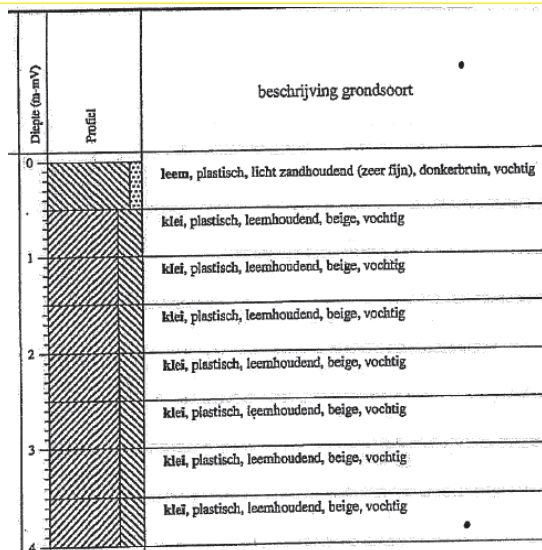 Diepte (m-mV)
Profiel
beschrijving grondsoort
0
leem, plastisch, licht zandhoudend (zeer fijn), donkerbruin, vochtig
klei, plastisch, leemhoudend, beige, vochtig
1
klei, plastisch, leemhoudend, beige, vochtig
klei, plastisch, leemhoudend, beige, vochtig
2
klei, plastisch, leemhoudend, beige, vochtig
klei, plastisch, leemhoudend, beige, vochtig
3
klei, plastisch, leemhoudend, beige, vochtig
klei, plastisch, leemhoudend, beige, vochtig
4